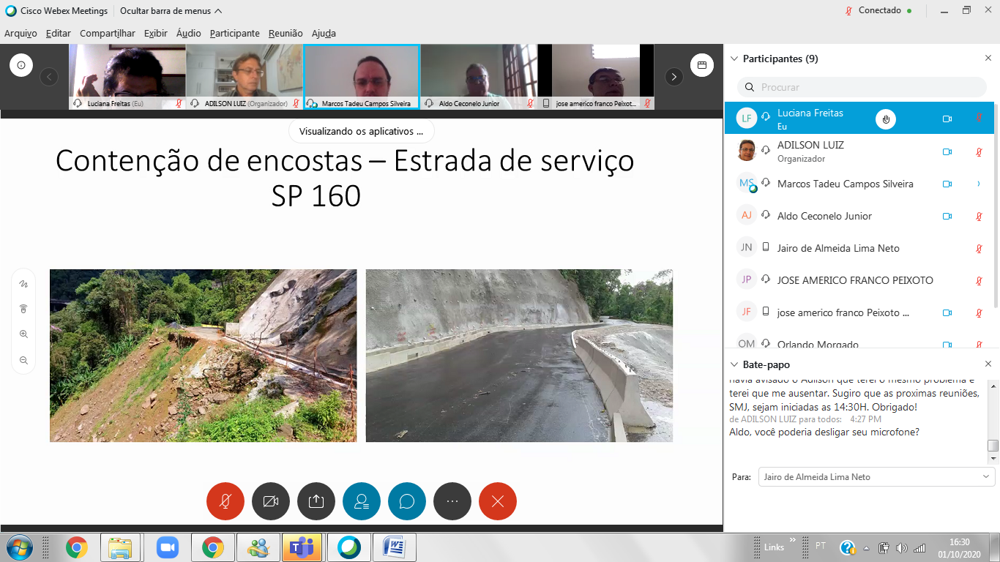 Cisco Webex Meetings
Ocultar barra de menus
Conectado
Arquivo Editar Compartilhar Exibir Áudio Participante Reunião Ajuda
Luciana Freitas (Eu)
ADILSON LUIZ (Organizador)
Marcos Tadeu Campos Silveira
Aldo Ceconelo Junior
jose americo franco Peixot...
Visualizando os aplicativos ...
Contenção de encostas – Estrada de serviço
SP 160
Participantes (9)
Procurar
LF
Luciana Freitas
Eu
ADILSON LUIZ
Organizador
MS
Marcos Tadeu Campos Silveira
AJ
Aldo Ceconelo Junior
JN
Jairo de Almeida Lima Neto
JP
JOSE AMERICO FRANCO PEIXOTO
JF
jose americo franco Peixoto ...
OM
Orlando Morgado
Bate-papo
havia avisado o Adilson que terei o mesmo problema e
terei que me ausentar. Sugiro que as proximas reuniões,
SMJ, sejam iniciadas as 14:30H. Obrigado!
de ADILSON LUIZ para todos: 4:27 PM
Aldo, você poderia desligar seu microfone?
Para:
Jairo de Almeida Lima Neto
Links
PT
16:30
01/10/2020